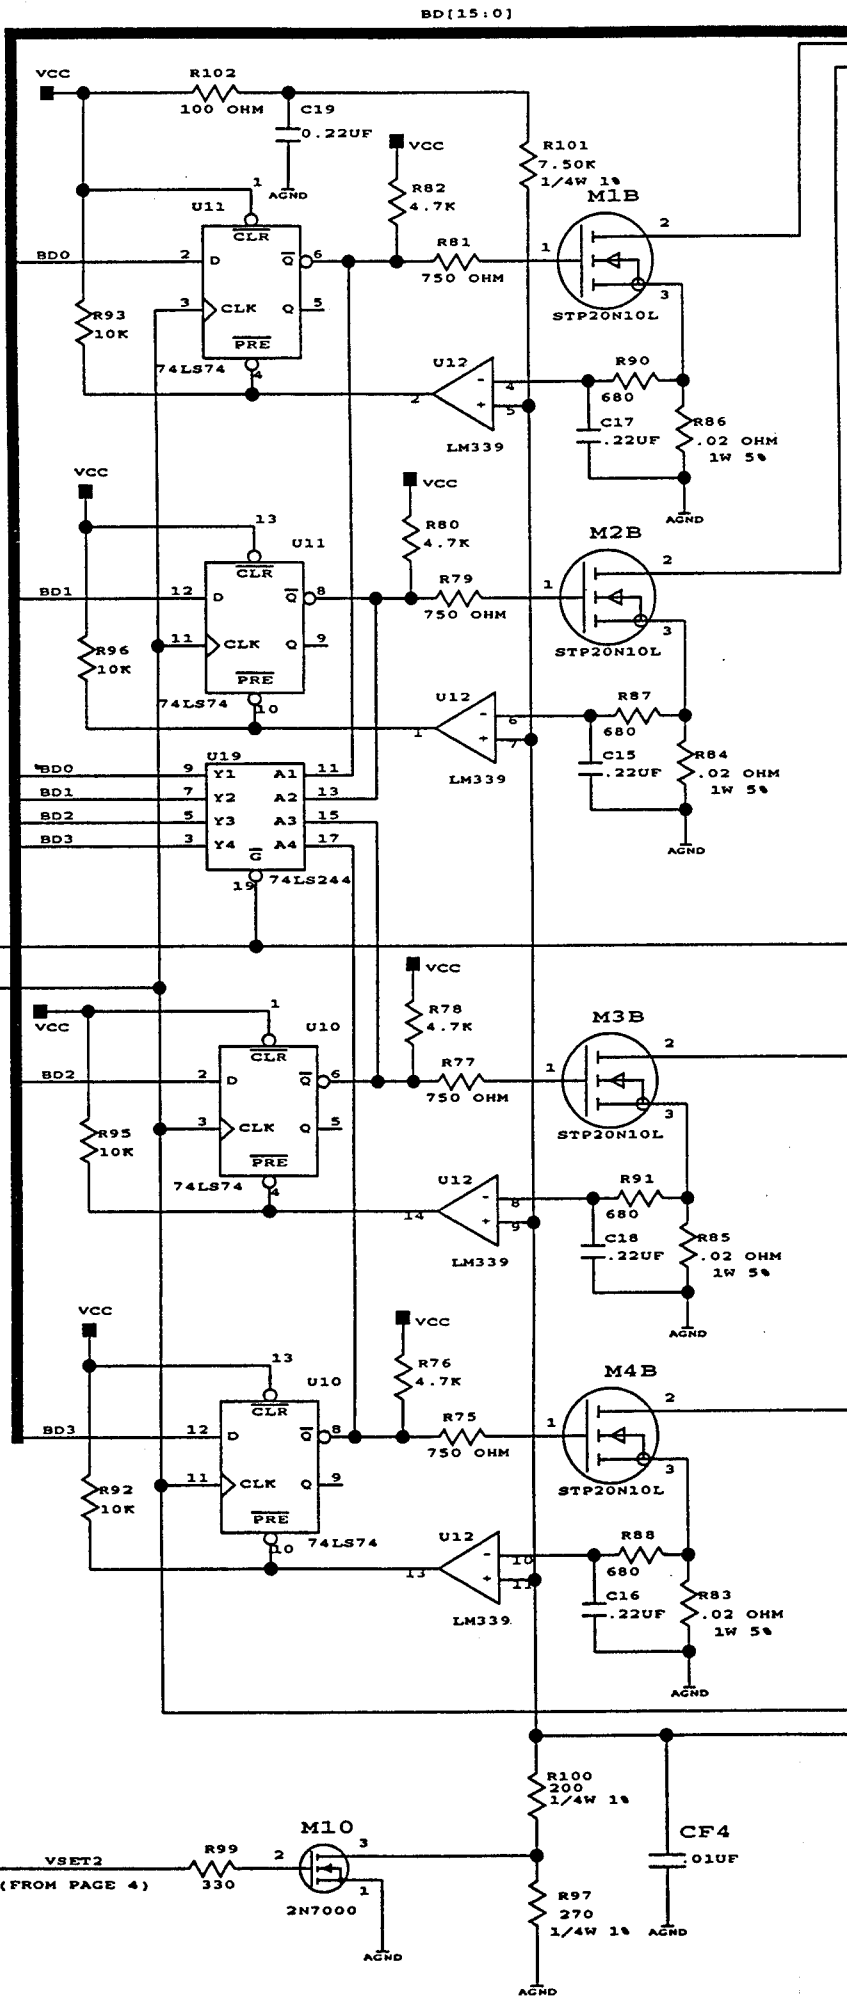 BD[15:0]
VCC
R102
100 OHM
C19
0.22UF
AGND
VCC
R82
4.7K
R101
7.50K
1/4W 1%
M1B
U11
1
CLR
BD0
2
D
Q
6
R81
750 OHM
1
2
3
STP20N10L
R93
10K
3
CLK
Q
5
PRE
74LS74
4
U12
2
-
4
+
5
LM339
R90
680
C17
.22UF
R86
.02 OHM
1W 5%
AGND
VCC
VCC
R80
4.7K
M2B
13
U11
CLR
BD1
12
D
Q
8
R79
750 OHM
1
2
3
STP20N10L
R96
10K
11
CLK
Q
9
PRE
74LS74
10
U12
1
-
6
+
7
LM339
R87
680
C15
.22UF
R84
.02 OHM
1W 5%
AGND
U19
BD0
9
Y1
A1
11
BD1
7
Y2
A2
13
BD2
5
Y3
A3
15
BD3
3
Y4
A4
17
G
19
74LS244
VCC
VCC
R78
4.7K
M3B
1
U10
CLR
BD2
2
D
Q
6
R77
750 OHM
1
2
3
STP20N10L
R95
10K
3
CLK
Q
5
PRE
74LS74
4
U12
14
-
8
+
9
LM339
R91
680
C18
.22UF
R85
.02 OHM
1W 5%
AGND
VCC
VCC
R76
4.7K
M4B
13
U10
CLR
BD3
12
D
Q
8
R75
750 OHM
1
2
3
STP20N10L
R92
10K
11
CLK
Q
9
PRE
10
74LS74
U12
13
-
10
+
11
LM339
R88
680
C16
.22UF
R83
.02 OHM
1W 5%
AGND
R100
200
1/4W 1%
CF4
.01UF
AGND
M10
VSET2
(FROM PAGE 4)
R99
330
2
3
1
2N7000
AGND
R97
270
1/4W 1%
AGND